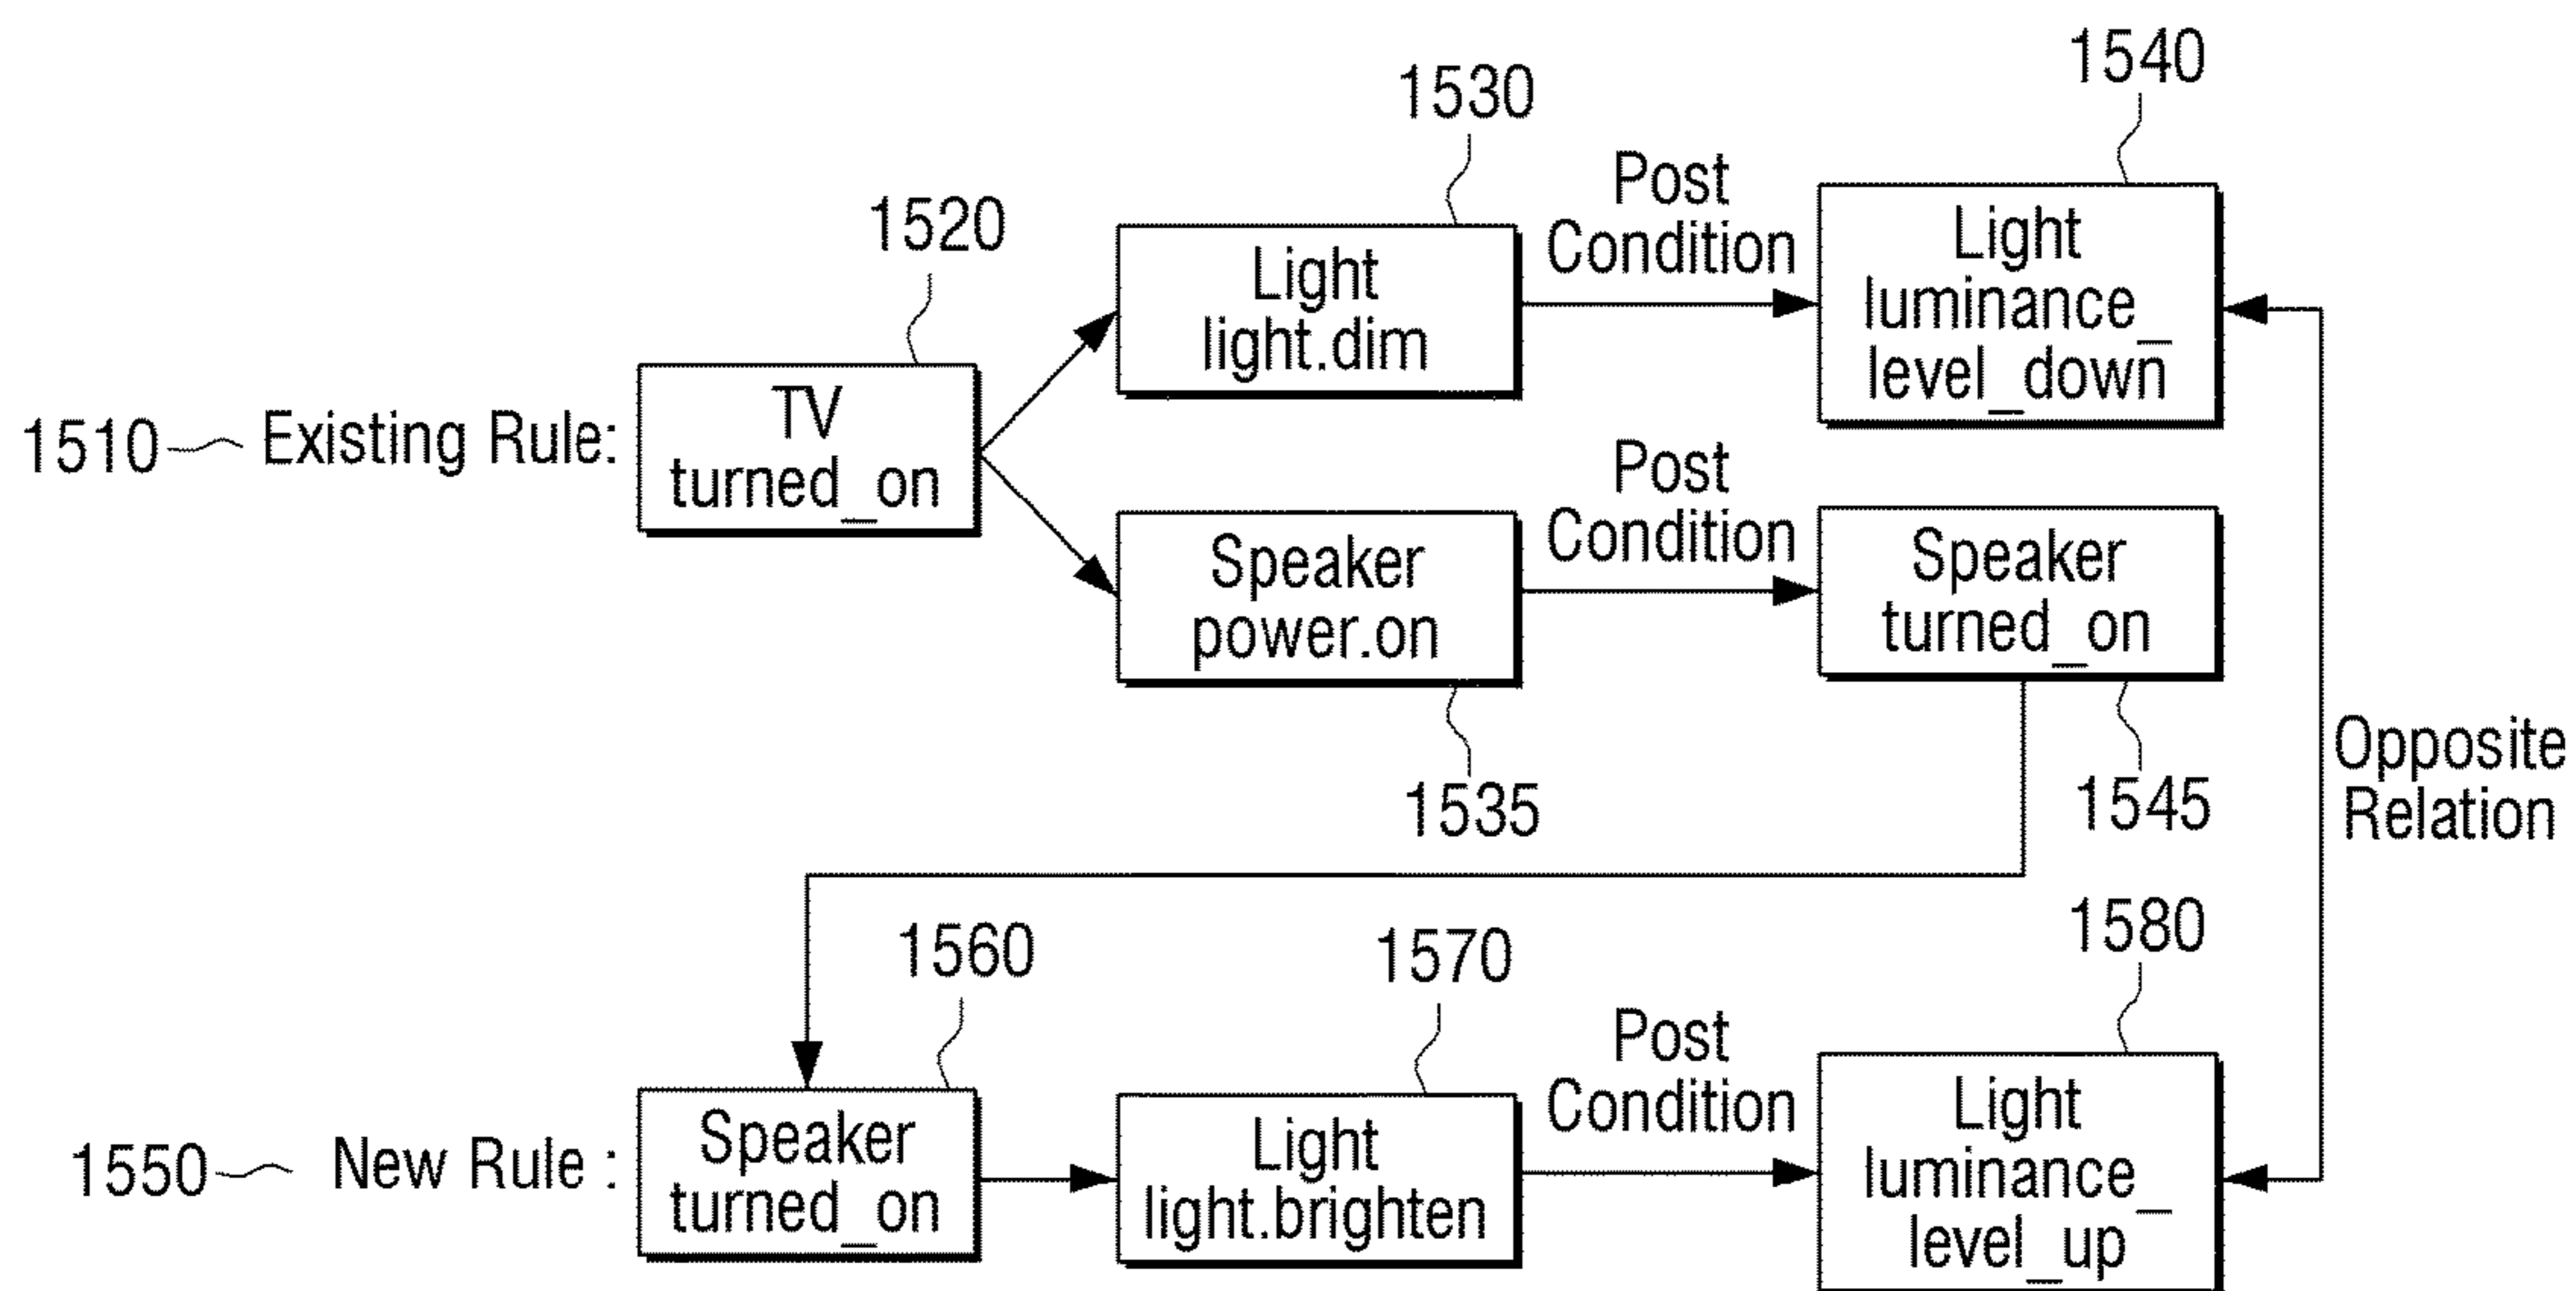 1540
1530
Post
Condition
1520
Light
luminance_
level_down
Light
light.dim
1510
Existing Rule:
TV
turned_on
Post
Condition
Speaker
power.on
Speaker
turned_on
Opposite
Relation
1535
1545
1560
1570
1580
Post
Condition
1550
New Rule :
Speaker
turned_on
Light
light.brighten
Light
luminance_
level_up